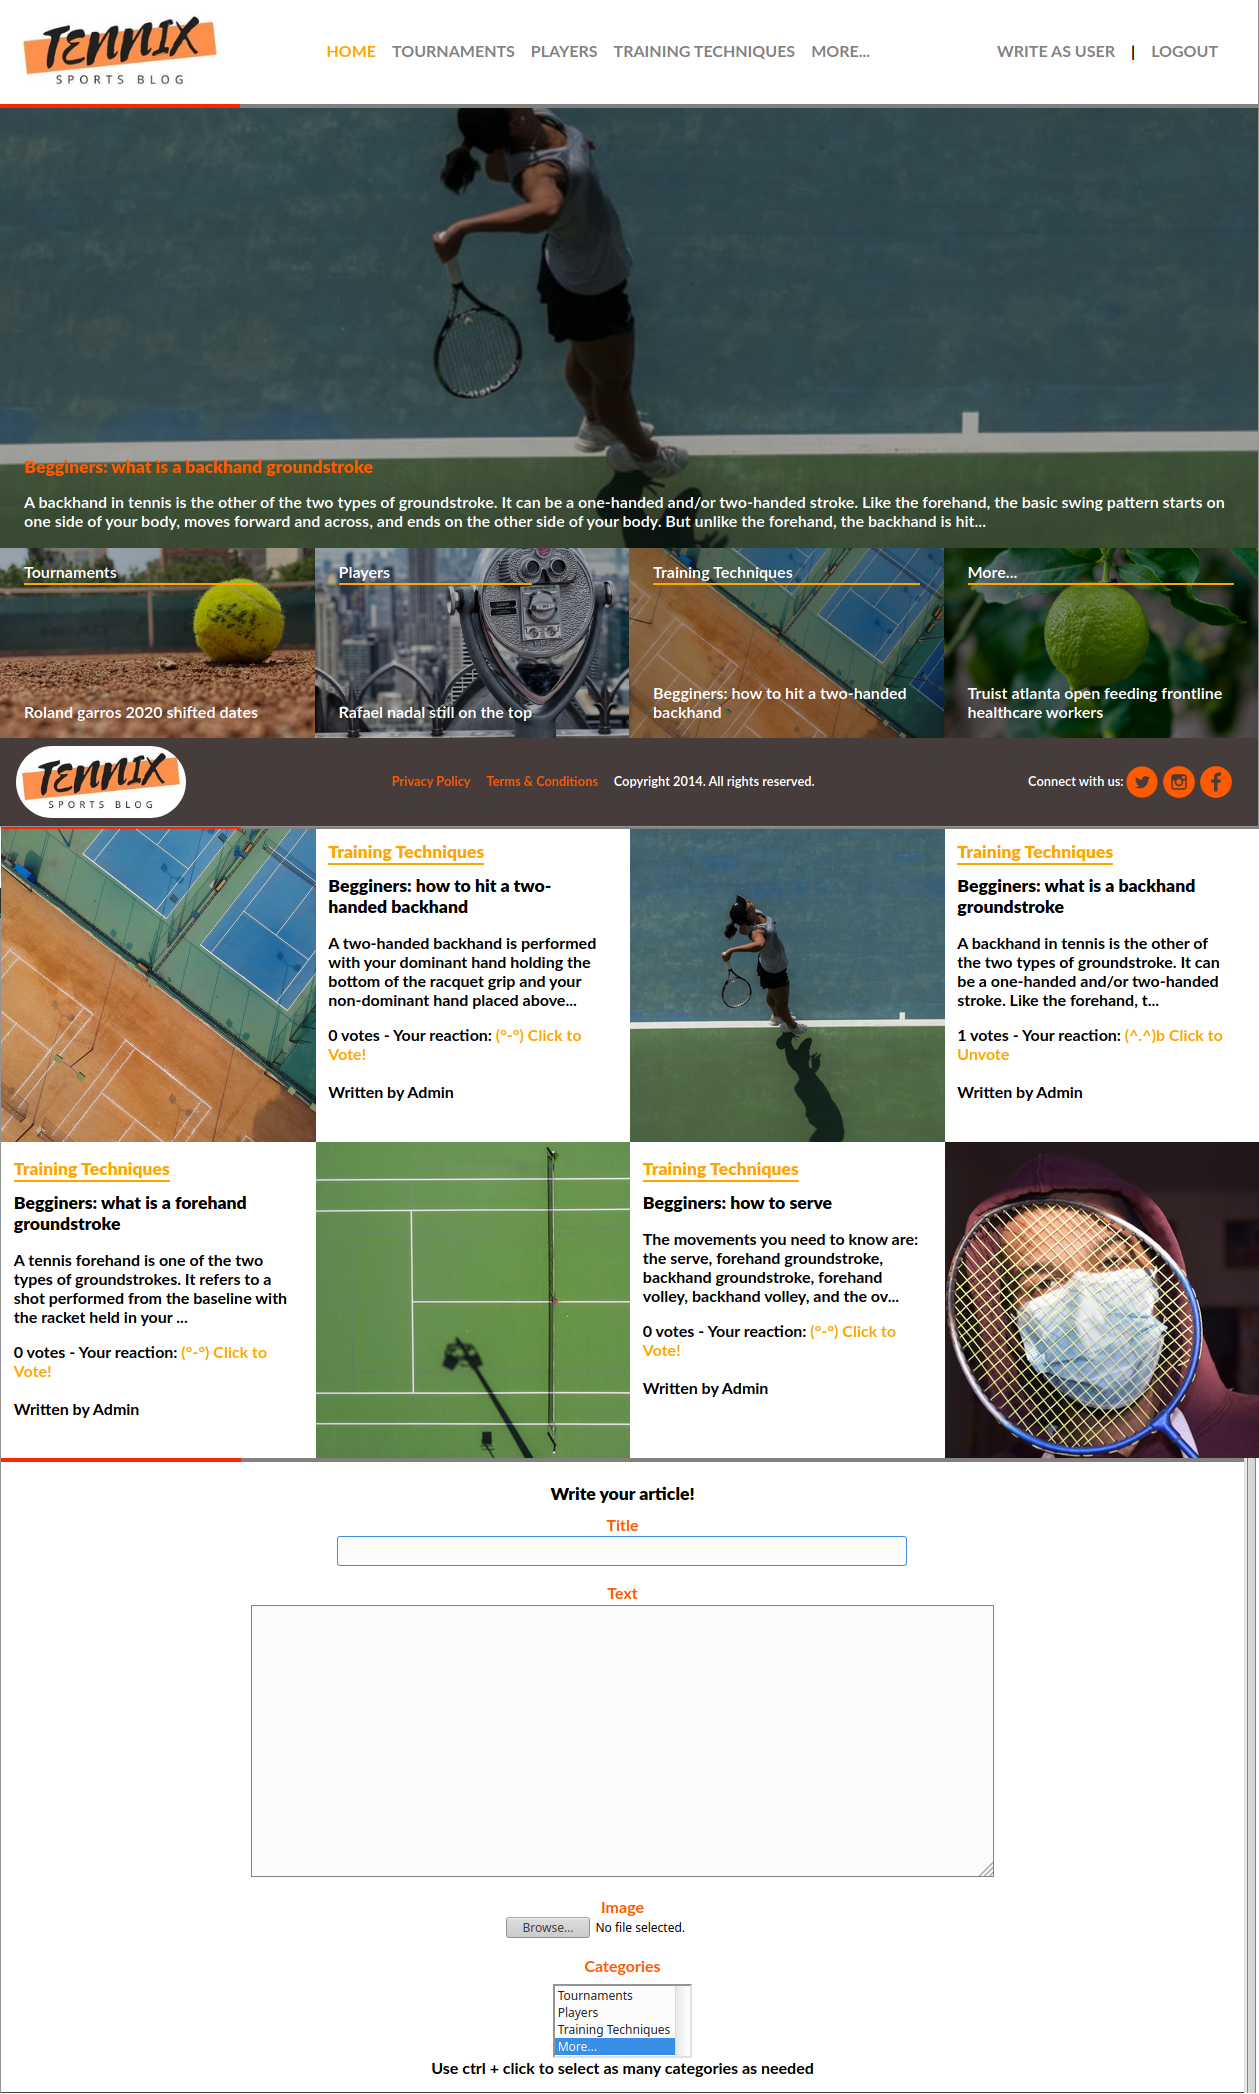 TENNIX
SPORTS BLOG
HOME TOURNAMENTS PLAYERS TRAINING TECHNIQUES MORE...
WRITE AS USER | LOGOUT
Begginers: what is a backhand groundstroke
A backhand in tennis is the other of the two types of groundstroke. It can be a one-handed and/or two-handed stroke. Like the forehand, the basic swing pattern starts on
one side of your body, moves forward and across, and ends on the other side of your body. But unlike the forehand, the backhand is hit...
Tournaments
Roland garros 2020 shifted dates
Players
Rafael nadal still on the top
Training Techniques
Begginers: how to hit a two-handed
backhand
More...
Truist atlanta open feeding frontline
healthcare workers
TENNIX
SPORTS BLOG
Privacy Policy Terms & Conditions Copyright 2014. All rights reserved.
Connect with us:
Training Techniques
Begginers: how to hit a two-
handed backhand
A two-handed backhand is performed
with your dominant hand holding the
bottom of the racquet grip and your
non-dominant hand placed above...
0 votes - Your reaction: (°-°) Click to
Vote!
Written by Admin
Training Techniques
Begginers: what is a backhand
groundstroke
A backhand in tennis is the other of
the two types of groundstroke. It can
be a one-handed and/or two-handed
stroke. Like the forehand, t...
1 votes - Your reaction: (^.^)b Click to
Unvote
Written by Admin
Training Techniques
Begginers: what is a forehand
groundstroke
A tennis forehand is one of the two
types of groundstrokes. It refers to a
shot performed from the baseline with
the racket held in your ...
0 votes - Your reaction: (°-°) Click to
Vote!
Written by Admin
Training Techniques
Begginers: how to serve
The movements you need to know are:
the serve, forehand groundstroke,
backhand groundstroke, forehand
volley, backhand volley, and the ov...
0 votes - Your reaction: (°-°) Click to
Vote!
Written by Admin
Write your article!
Title
Text
Image
Browse... No file selected.
Categories
Tournaments
Players
Training Techniques
More...
Use ctrl + click to select as many categories as needed